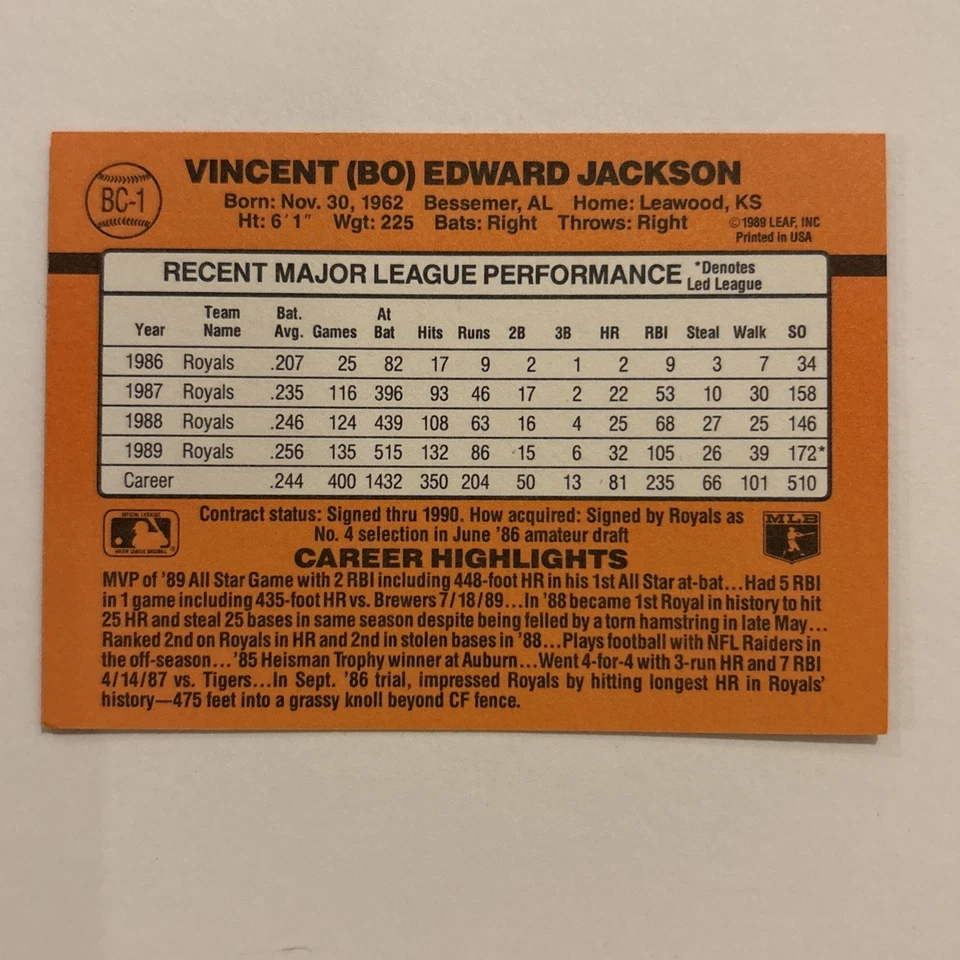 BC-1
VINCENT (BO) EDWARD JACKSON
Born: Nov. 30, 1962 Bessemer, AL Home: Leawood, KS
Ht: 6'1" Wgt: 225 Bats: Right Throws: Right
©1989 LEAF, INC
Printed in USA
RECENT MAJOR LEAGUE PERFORMANCE *Denotes
Led League
Year Team Name Bat. Avg. Games At Bat Hits Runs 2B 3B HR RBI Steal Walk SO
1986 Royals .207 25 82 17 9 2 1 2 9 3 7 34
1987 Royals .235 116 396 93 46 17 2 22 53 10 30 158
1988 Royals .246 124 439 108 63 16 4 25 68 27 25 146
1989 Royals .256 135 515 132 86 15 6 32 105 26 39 172*
Career .244 400 1432 350 204 50 13 81 235 66 101 510
OFFICIAL LICENSEE
MAJOR LEAGUE BASEBALL
®
Contract status: Signed thru 1990. How acquired: Signed by Royals as
No. 4 selection in June '86 amateur draft
MLB
CAREER HIGHLIGHTS
MVP of '89 All Star Game with 2 RBI including 448-foot HR in his 1st All Star at-bat...Had 5 RBI
in 1 game including 435-foot HR vs. Brewers 7/18/89...In '88 became 1st Royal in history to hit
25 HR and steal 25 bases in same season despite being felled by a torn hamstring in late May...
Ranked 2nd on Royals in HR and 2nd in stolen bases in '88...Plays football with NFL Raiders in
the off-season...'85 Heisman Trophy winner at Auburn...Went 4-for-4 with 3-run HR and 7 RBI
4/14/87 vs. Tigers...In Sept. '86 trial, impressed Royals by hitting longest HR in Royals'
history—475 feet into a grassy knoll beyond CF fence.